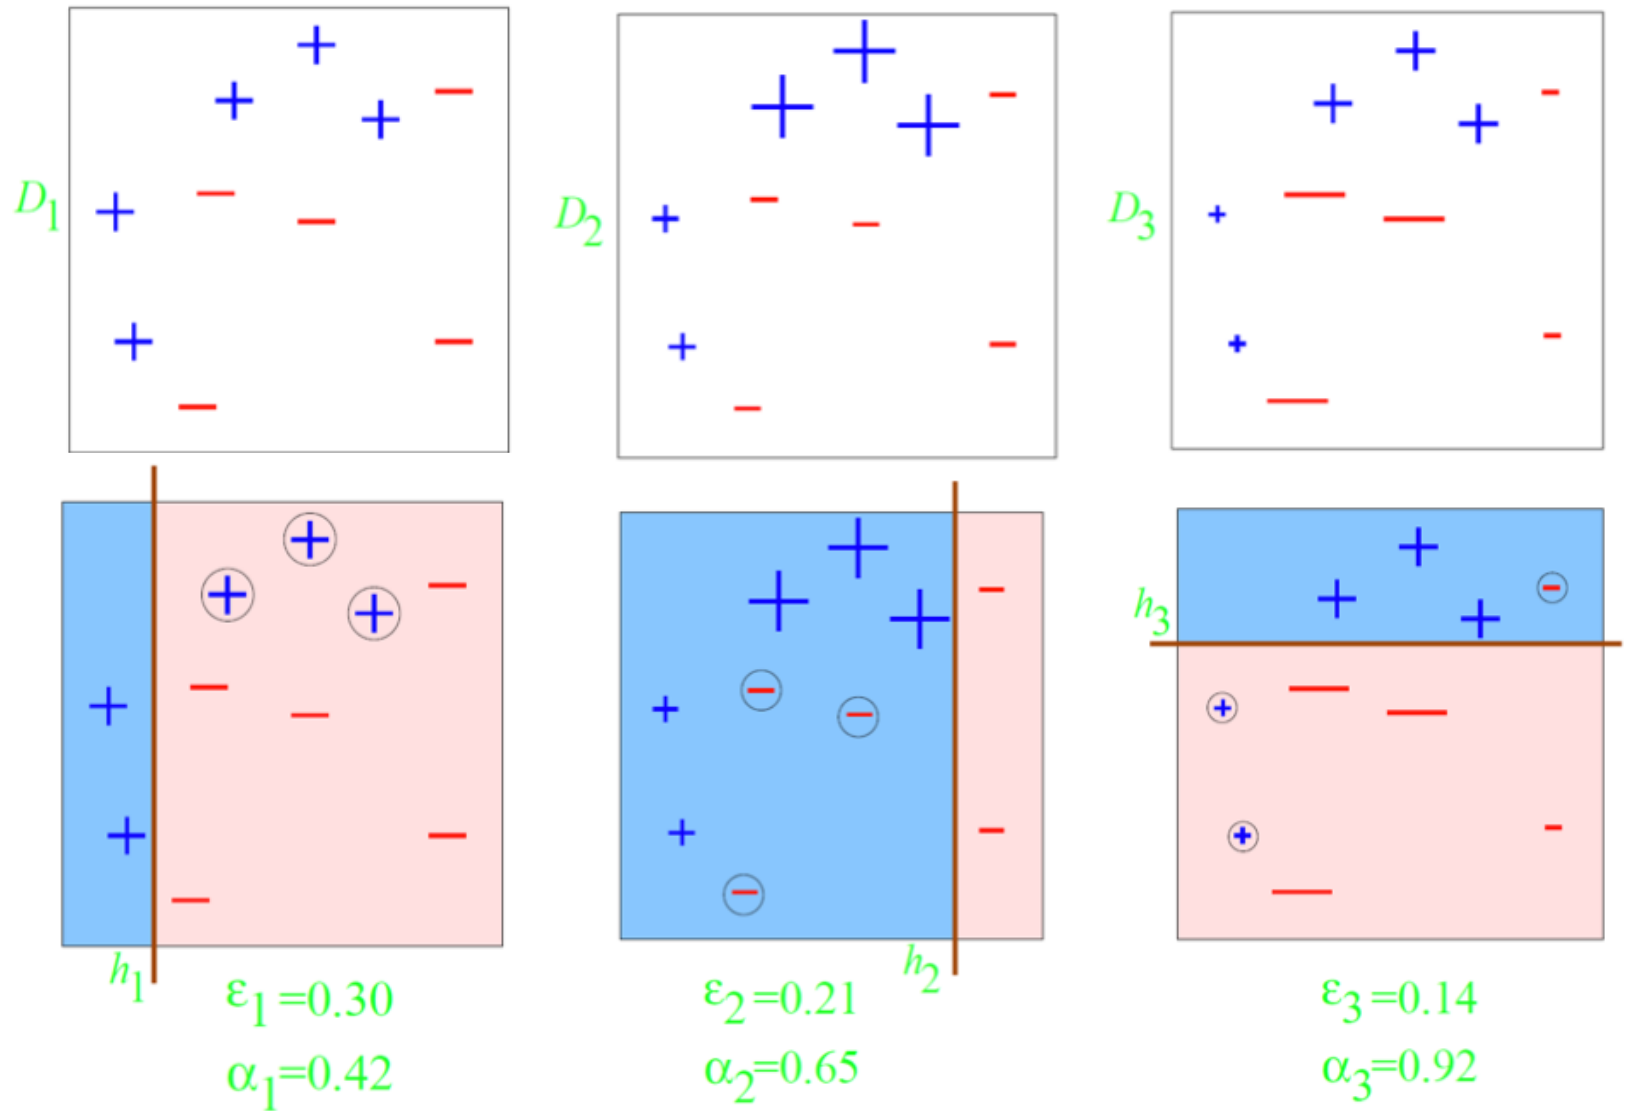 D₁
D₂
D₃
h₁
h₂
h₃
ε₁=0.30
ε₂=0.21
ε₃=0.14
α₁=0.42
α₂=0.65
α₃=0.92